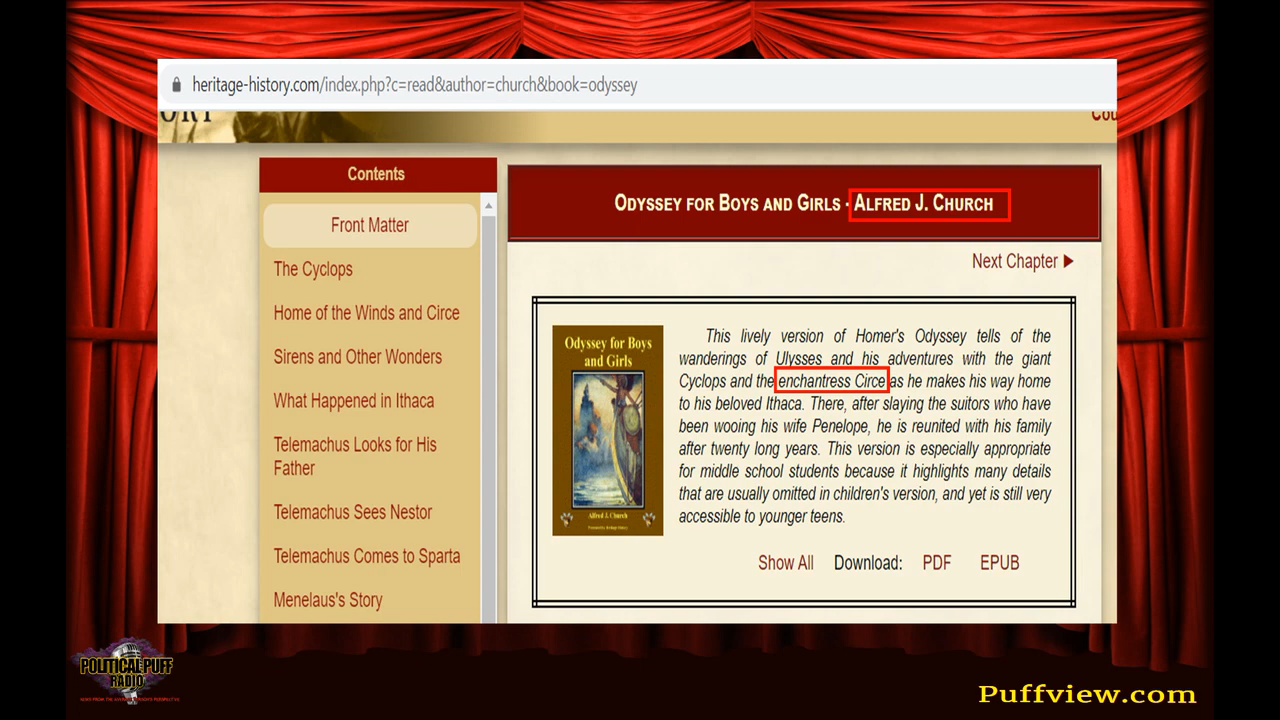 heritage-history.com/index.php?c=read&author=church&book=odyssey
Contents
Front Matter
The Cyclops
Home of the Winds and Circe
Sirens and Other Wonders
What Happened in Ithaca
Telemachus Looks for His
Father
Telemachus Sees Nestor
Telemachus Comes to Sparta
Menelaus's Story
Odyssey for Boys and Girls - Alfred J. Church
Next Chapter
Odyssey for Boys
and Girls
Alfred J. Church
This lively version of Homer's Odyssey tells of the
wanderings of Ulysses and his adventures with the giant
Cyclops and the enchantress Circe as he makes his way home
to his beloved Ithaca. There, after slaying the suitors who have
been wooing his wife Penelope, he is reunited with his family
after twenty long years. This version is especially appropriate
for middle school students because it highlights many details
that are usually omitted in children's version, and yet is still very
accessible to younger teens.
Show All Download: PDF EPUB
POLITICAL PUFF
RADIO
Puffview.com